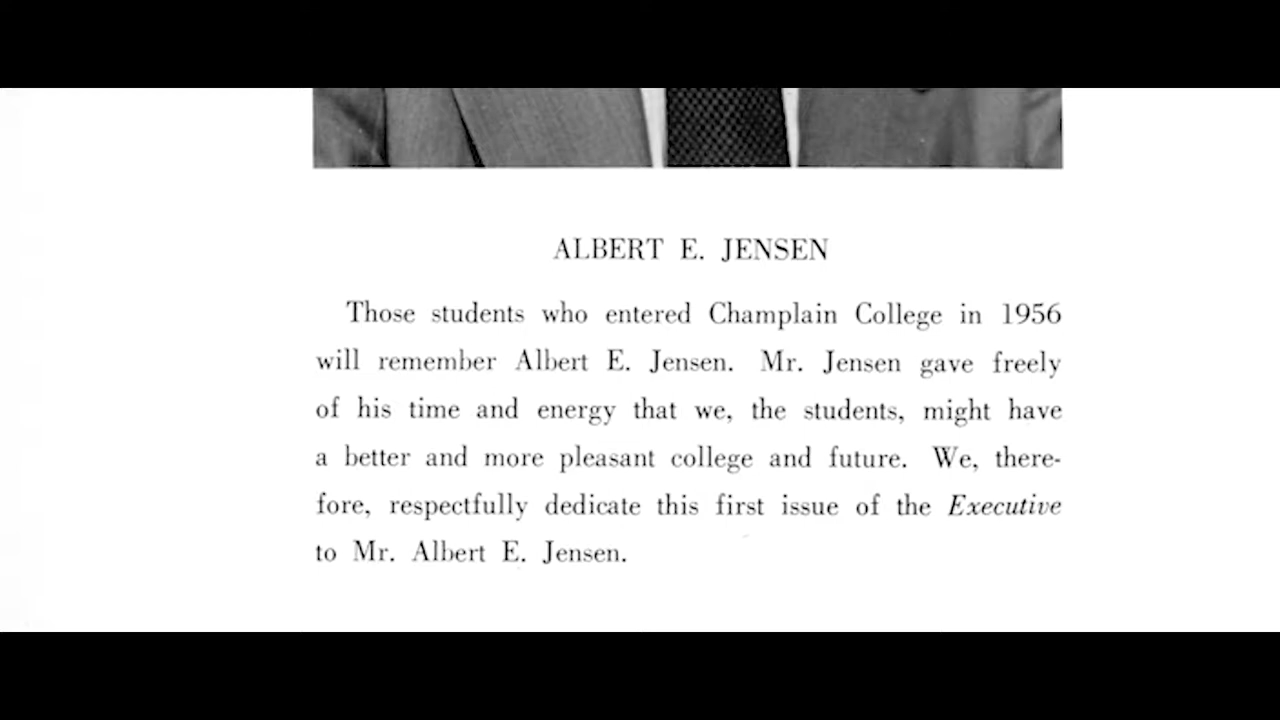 ALBERT E. JENSEN
Those students who entered Champlain College in 1956
will remember Albert E. Jensen. Mr. Jensen gave freely
of his time and energy that we, the students, might have
a better and more pleasant college and future. We, there-
fore, respectfully dedicate this first issue of the Executive
to Mr. Albert E. Jensen.